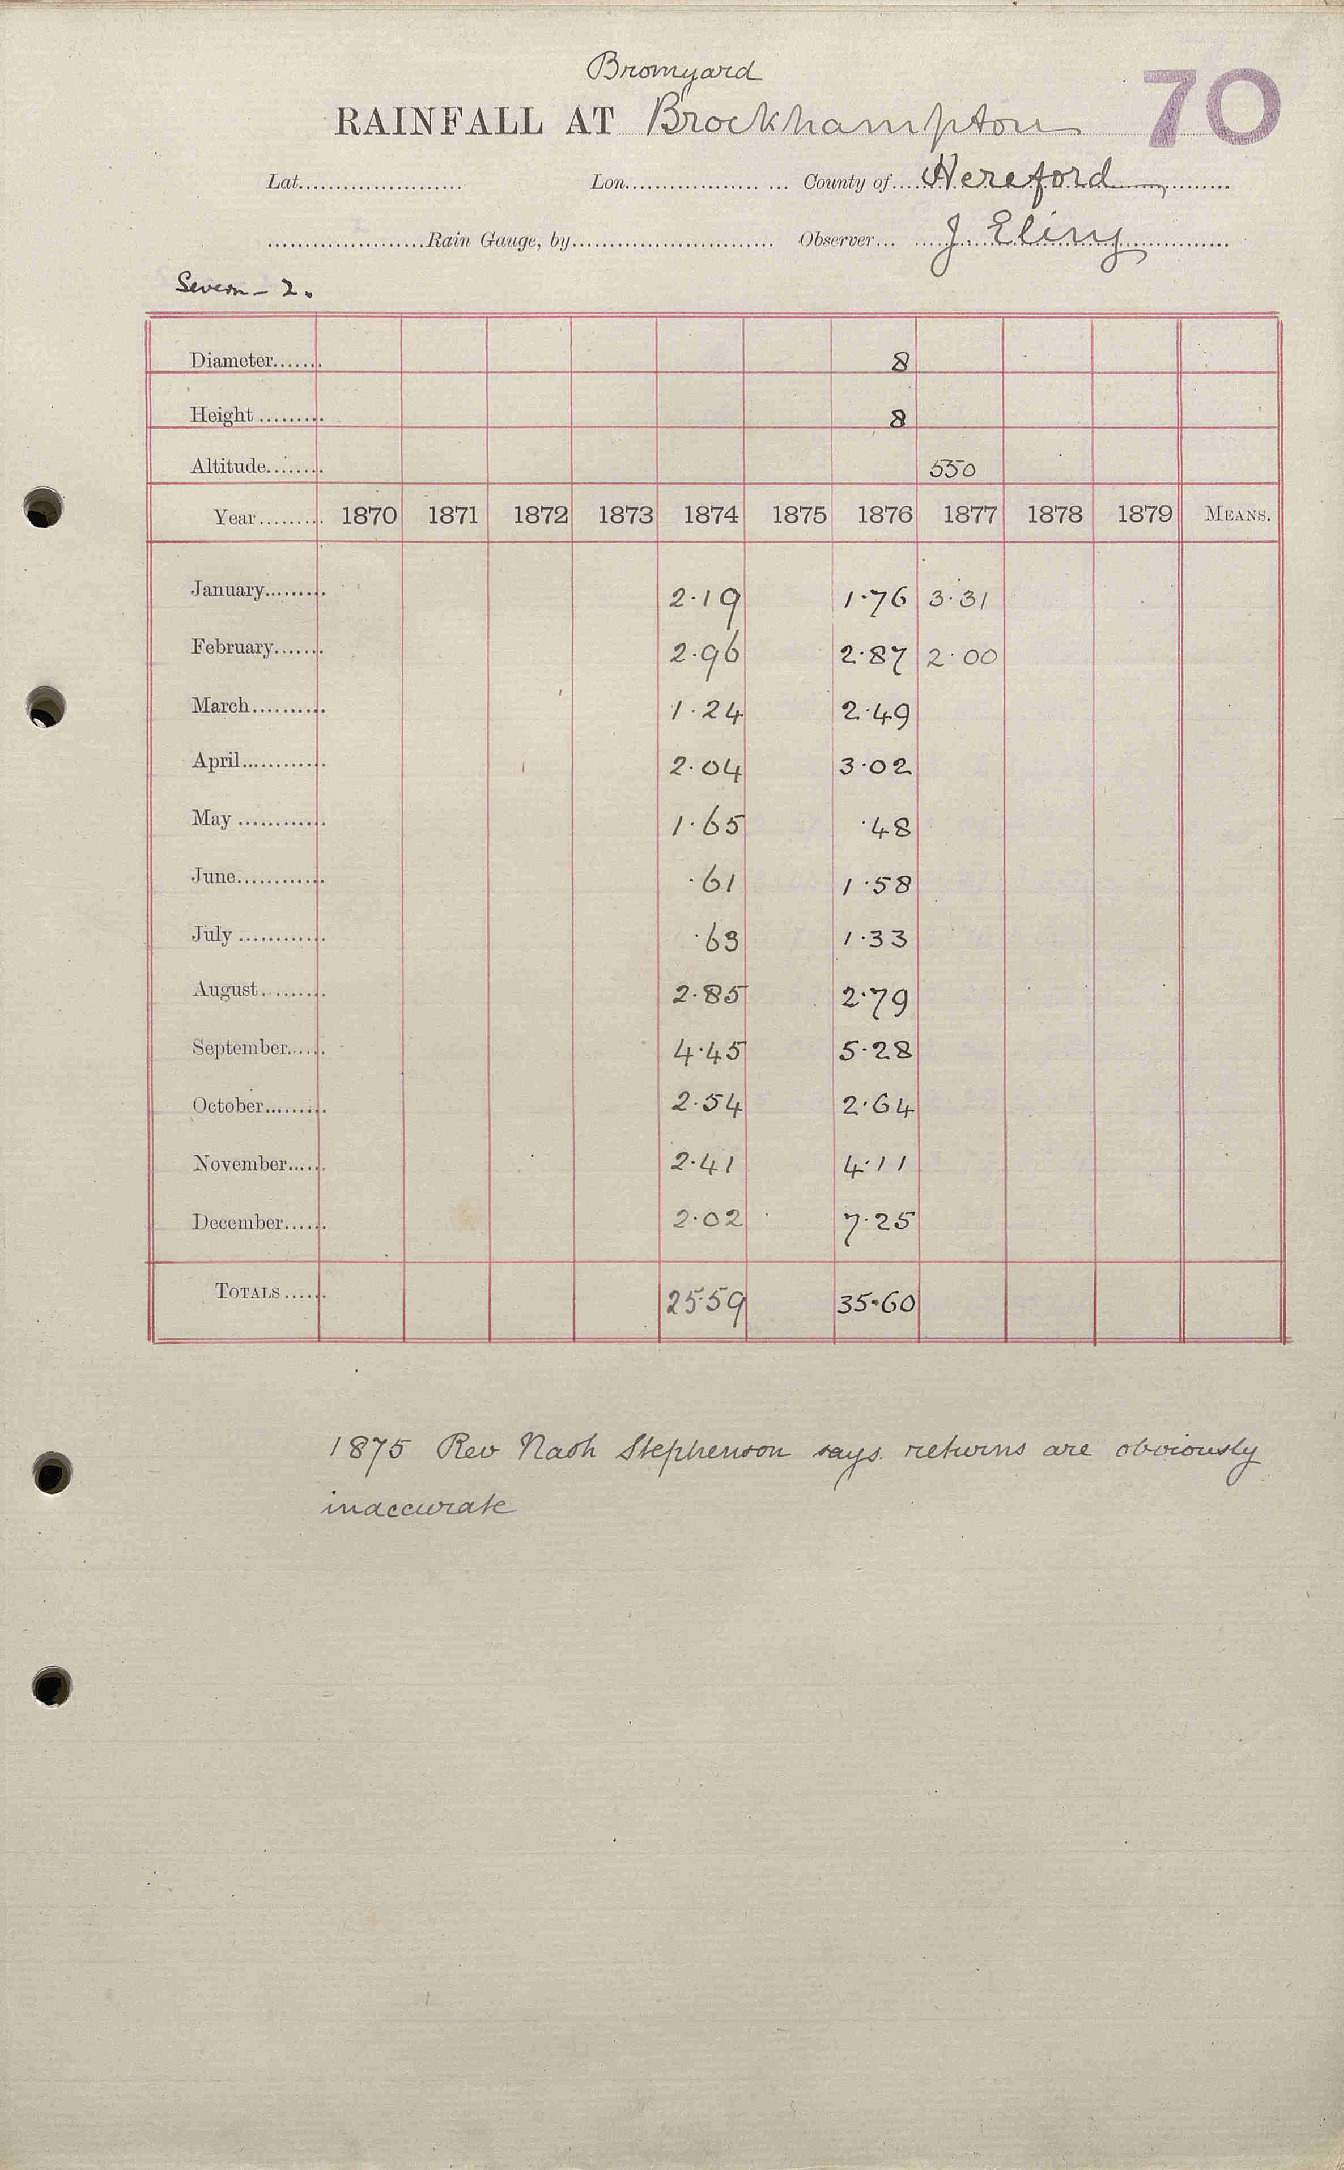 Bromyard
70
RAINFALL AT Brockhampton
Lat. Lon. County of Hereford
Rain Gauge, by Observer J. Eliny
Severn - 2.
Diameter 8
Height 8
Altitude 550
Year 1870 1871 1872 1873 1874 1875 1876 1877 1878 1879 MEANS.
January 2.19 1.76 3.31
February 2.96 2.87 2.00
March 1.24 2.49
April 2.04 3.02
May 1.65 .48
June .61 1.58
July .63 1.33
August 2.85 2.79
September 4.45 5.28
October 2.54 2.64
November 2.41 4.11
December 2.02 7.25
TOTALS 25.59 35.60
1875 Rev Nash Stephenson says returns are obviously
inaccurate